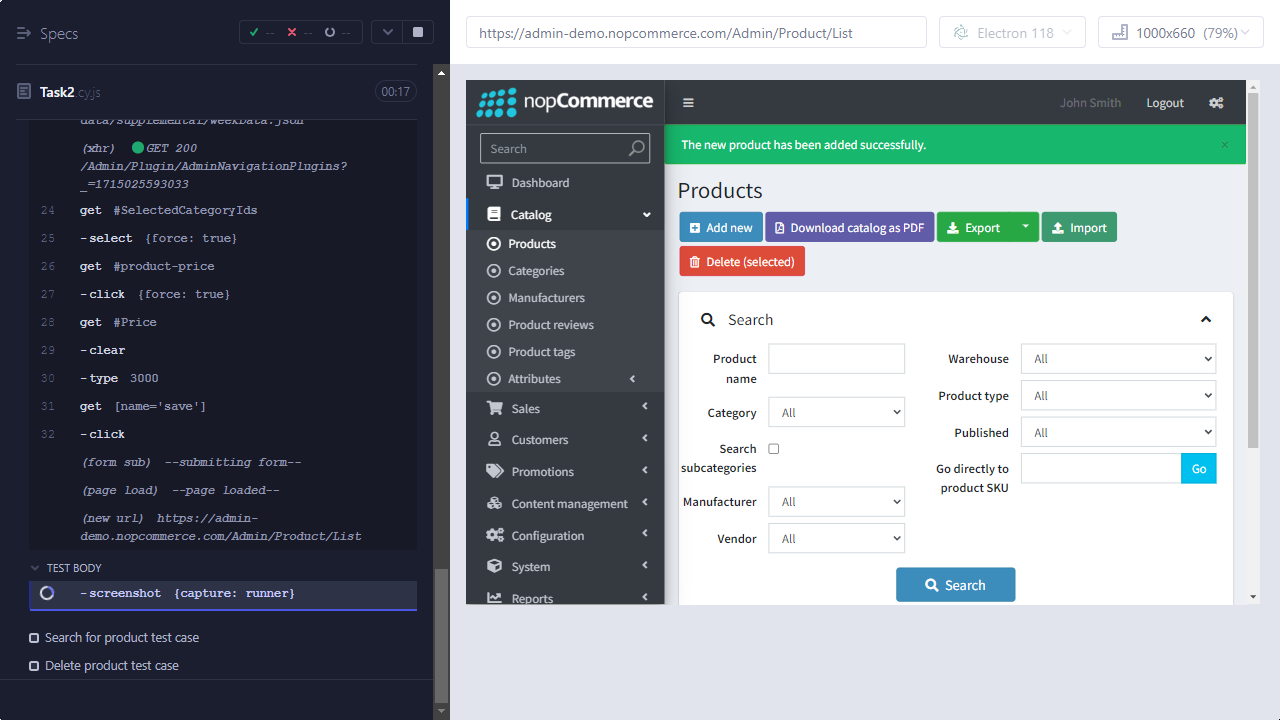 Specs
--
--
--
https://admin-demo.nopcommerce.com/Admin/Product/List
Electron 118
1000x660 (79%)
Task2.cy.js
00:17
data/supplemental/weekData.json
(xhr) GET 200
/Admin/Plugin/AdminNavigationPlugins?
_=1715025593033
24 get #SelectedCategoryIds
25 -select {force: true}
26 get #product-price
27 -click {force: true}
28 get #Price
29 -clear
30 -type 3000
31 get [name='save']
32 -click
(form sub) --submitting form--
(page load) --page loaded--
(new url) https://admin-
demo.nopcommerce.com/Admin/Product/List
TEST BODY
-screenshot {capture: runner}
Search for product test case
Delete product test case
nopCommerce
John Smith
Logout
Search
Dashboard
Catalog
Products
Categories
Manufacturers
Product reviews
Product tags
Attributes
Sales
Customers
Promotions
Content management
Configuration
System
Reports
The new product has been added successfully.
×
Products
Add new
Download catalog as PDF
Export
Import
Delete (selected)
Search
Product
name
Category
All
Search
subcategories
Manufacturer
All
Vendor
All
Warehouse
All
Product type
All
Published
All
Go directly to
product SKU
Go
Search